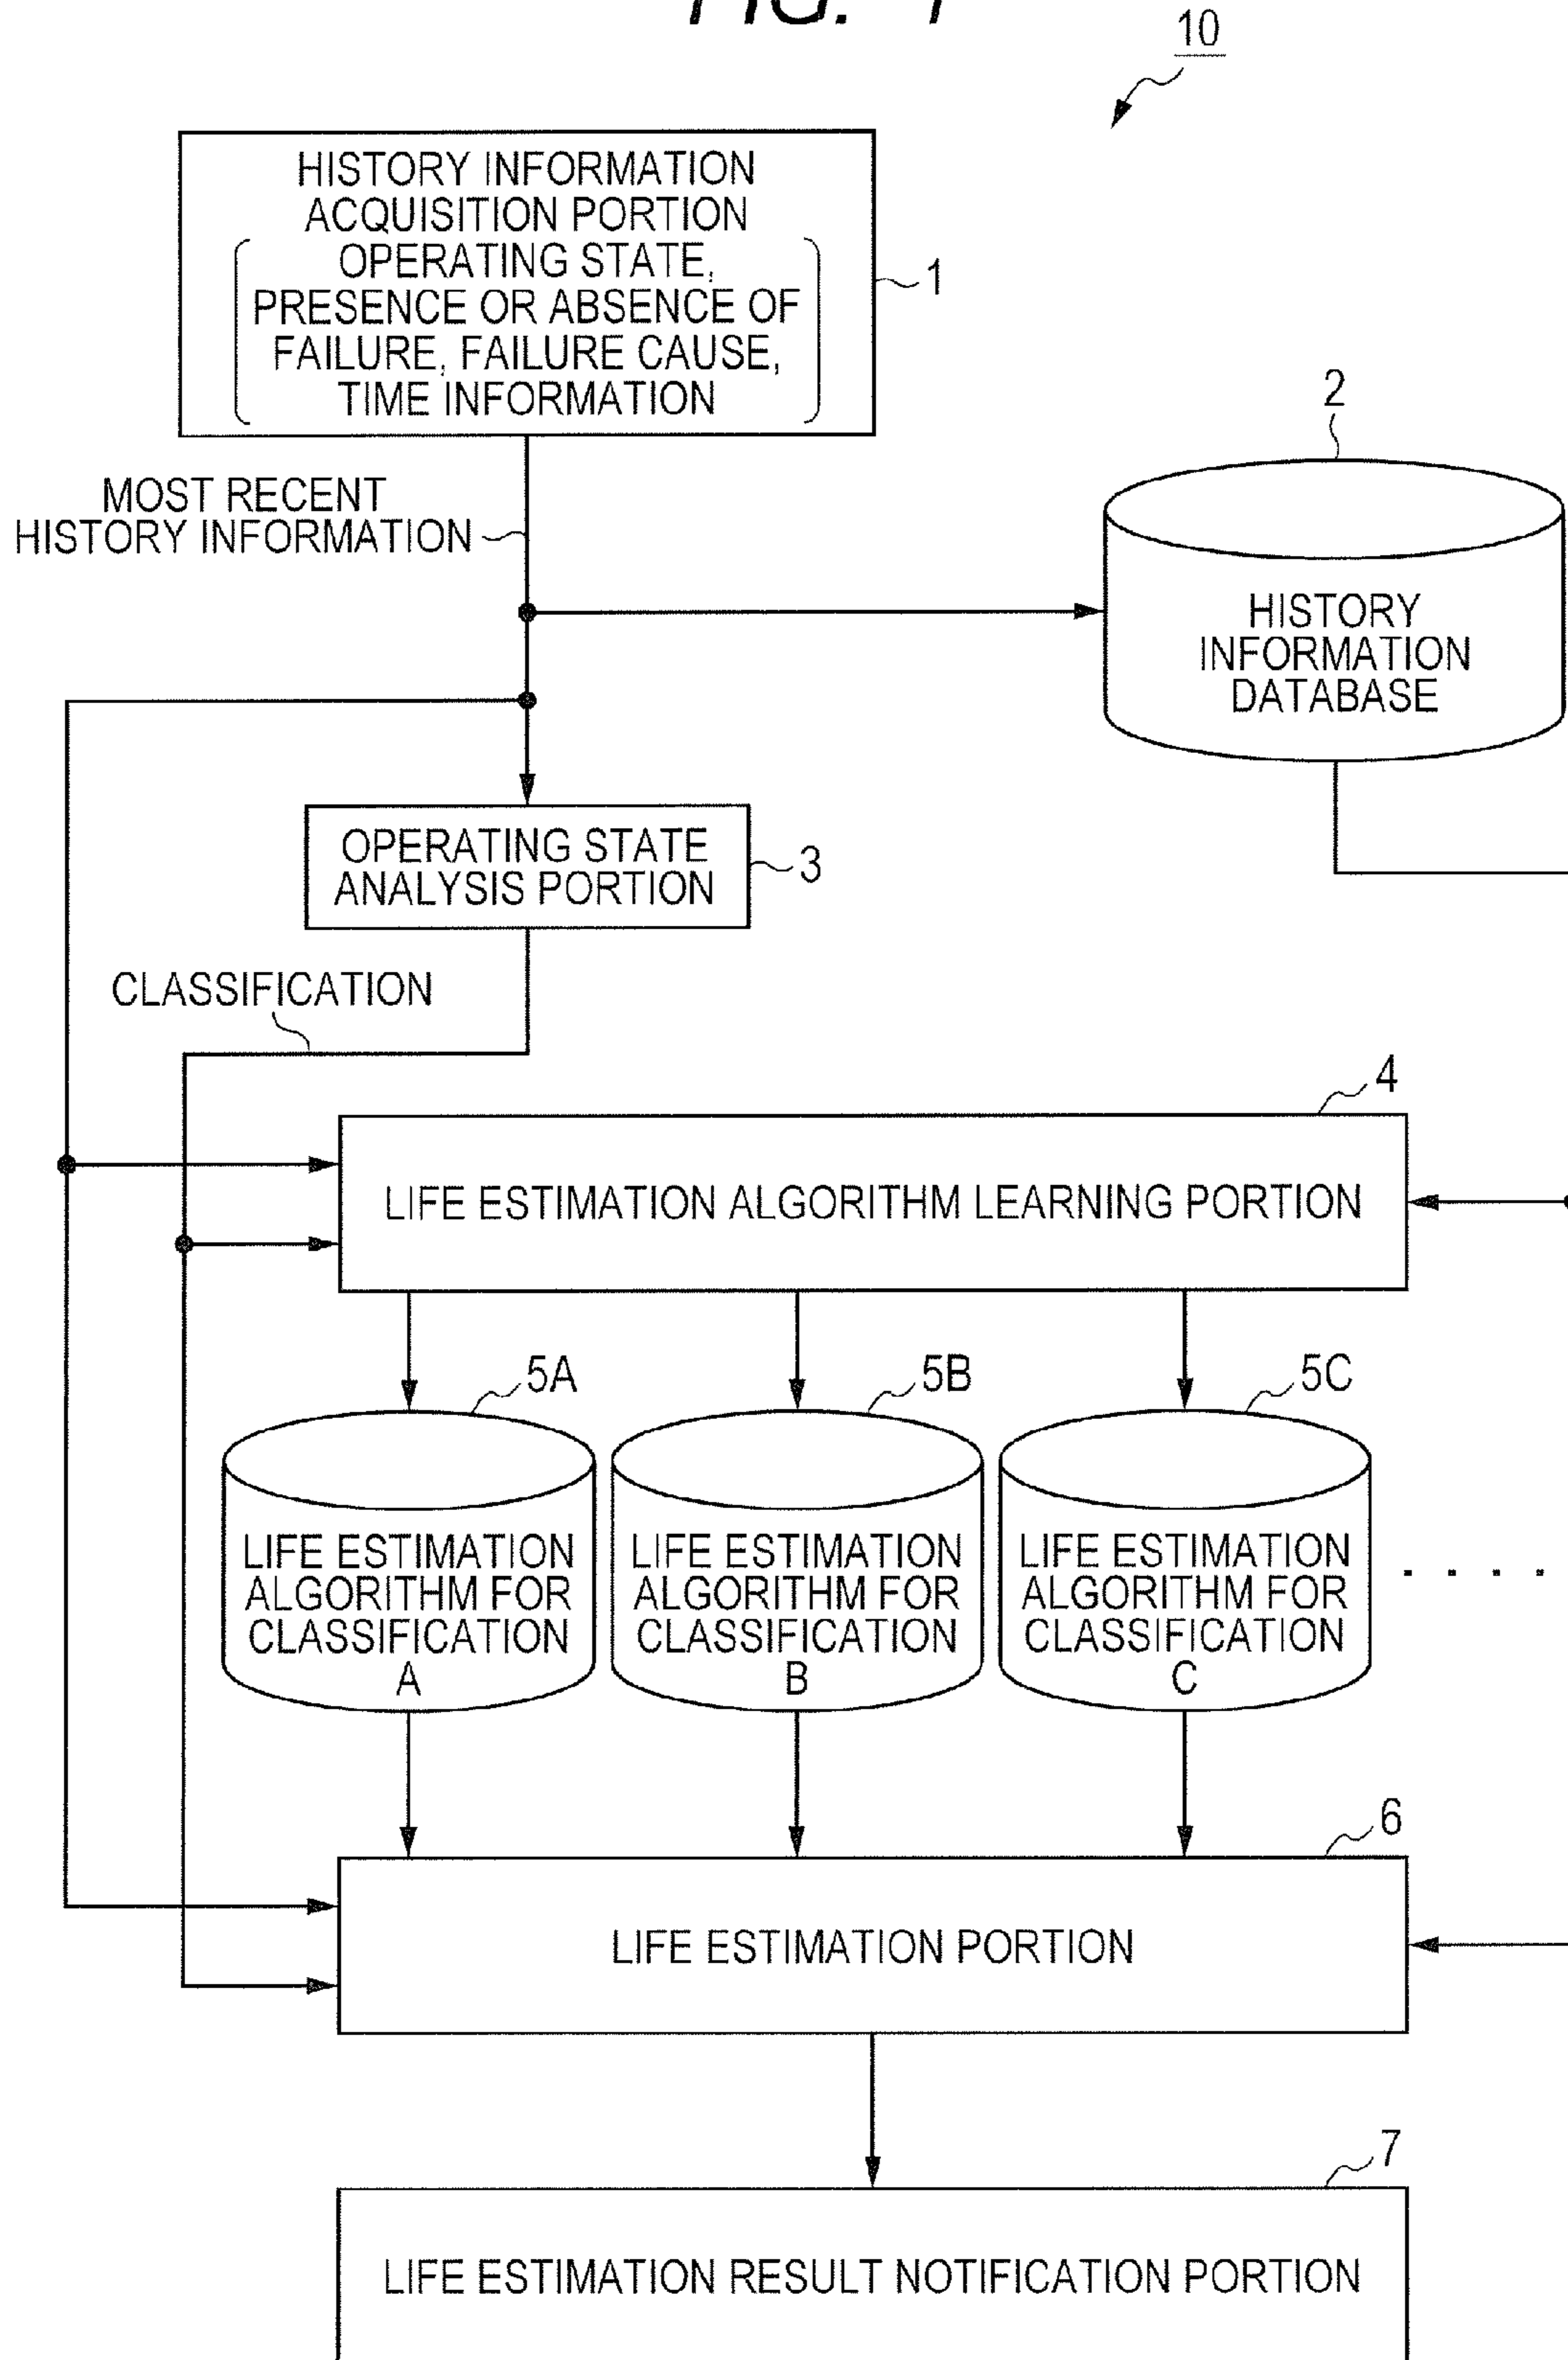 FIG. 1
10
HISTORY INFORMATION
ACQUISITION PORTION
OPERATING STATE,
PRESENCE OR ABSENCE OF
FAILURE, FAILURE CAUSE,
TIME INFORMATION
1
MOST RECENT
HISTORY INFORMATION
2
HISTORY
INFORMATION
DATABASE
OPERATING STATE
ANALYSIS PORTION
3
CLASSIFICATION
4
LIFE ESTIMATION ALGORITHM LEARNING PORTION
5A
5B
5C
LIFE ESTIMATION
ALGORITHM FOR
CLASSIFICATION
A
LIFE ESTIMATION
ALGORITHM FOR
CLASSIFICATION
B
LIFE ESTIMATION
ALGORITHM FOR
CLASSIFICATION
C
. . . .
6
LIFE ESTIMATION PORTION
7
LIFE ESTIMATION RESULT NOTIFICATION PORTION